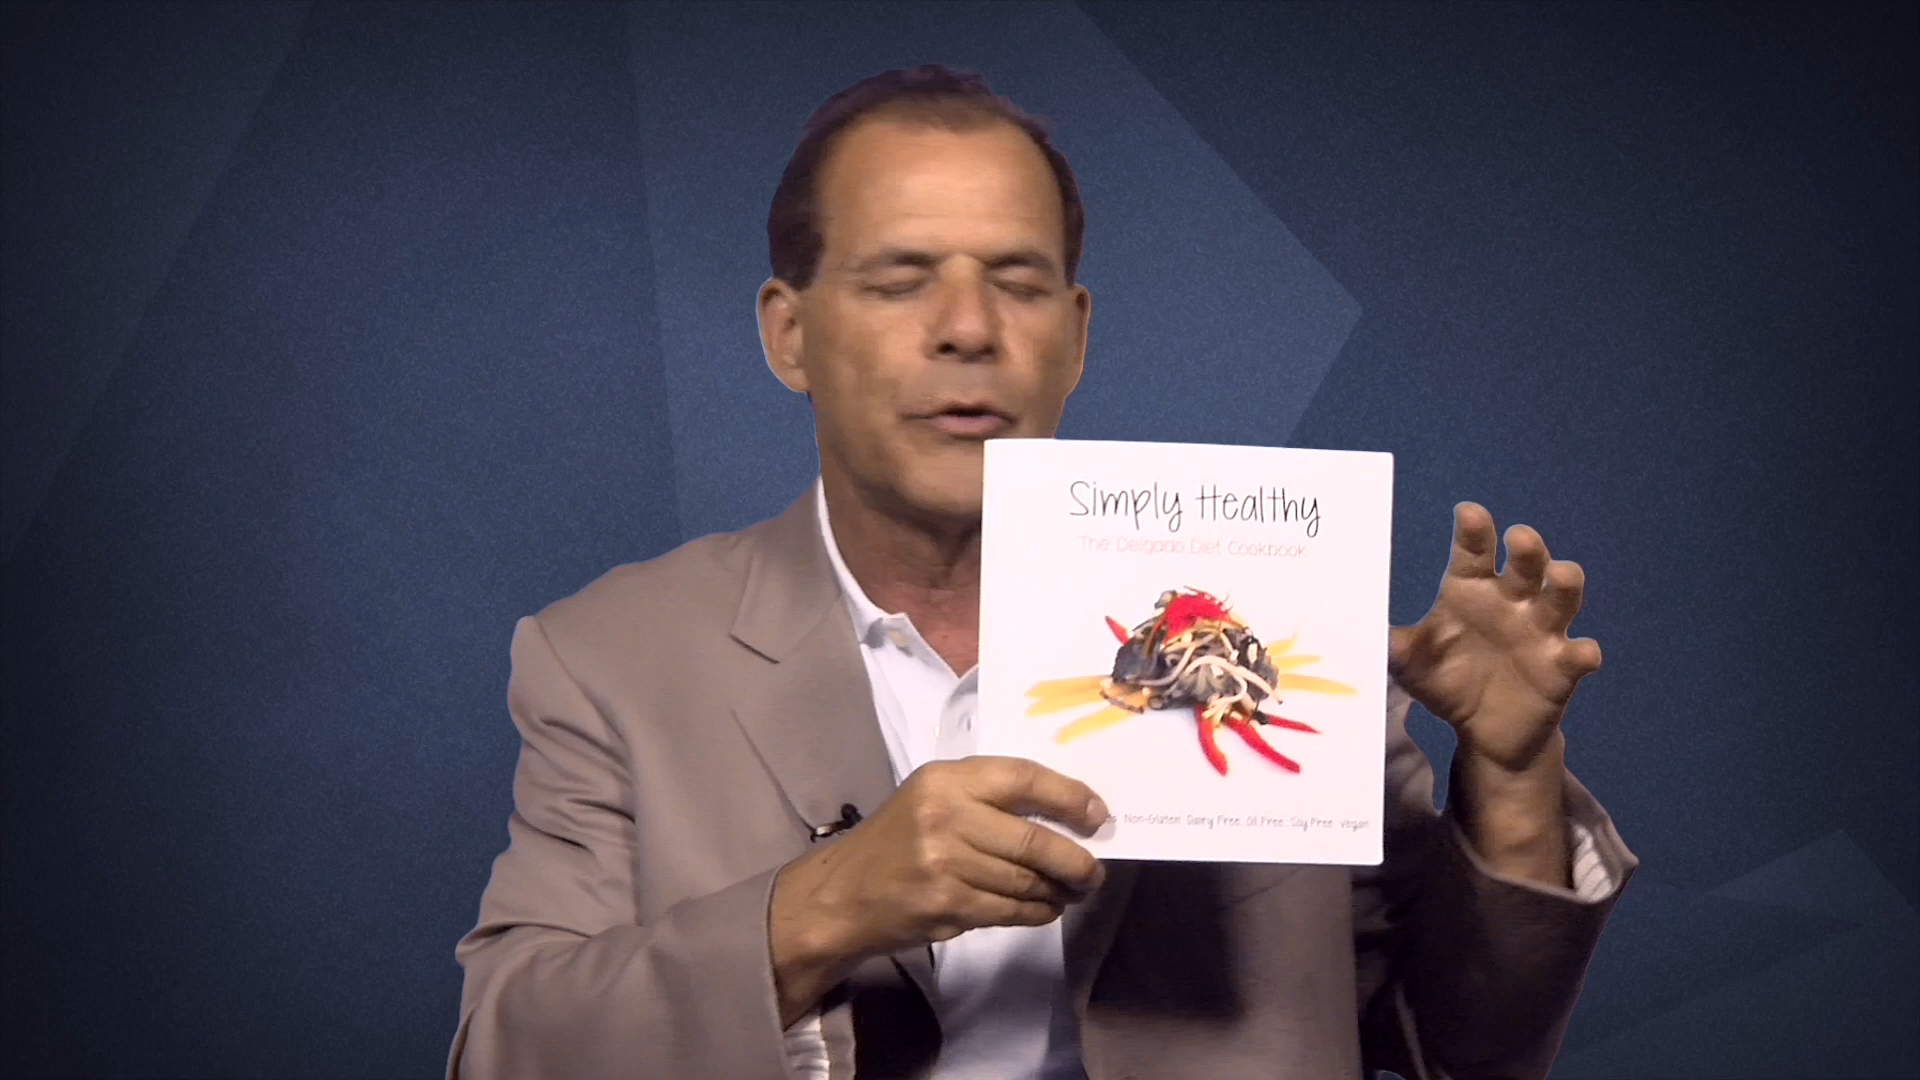 Simply Healthy
The Delgado Diet Cookbook
Non-Gluten. Dairy Free. Oil Free. Soy Free. Vegan